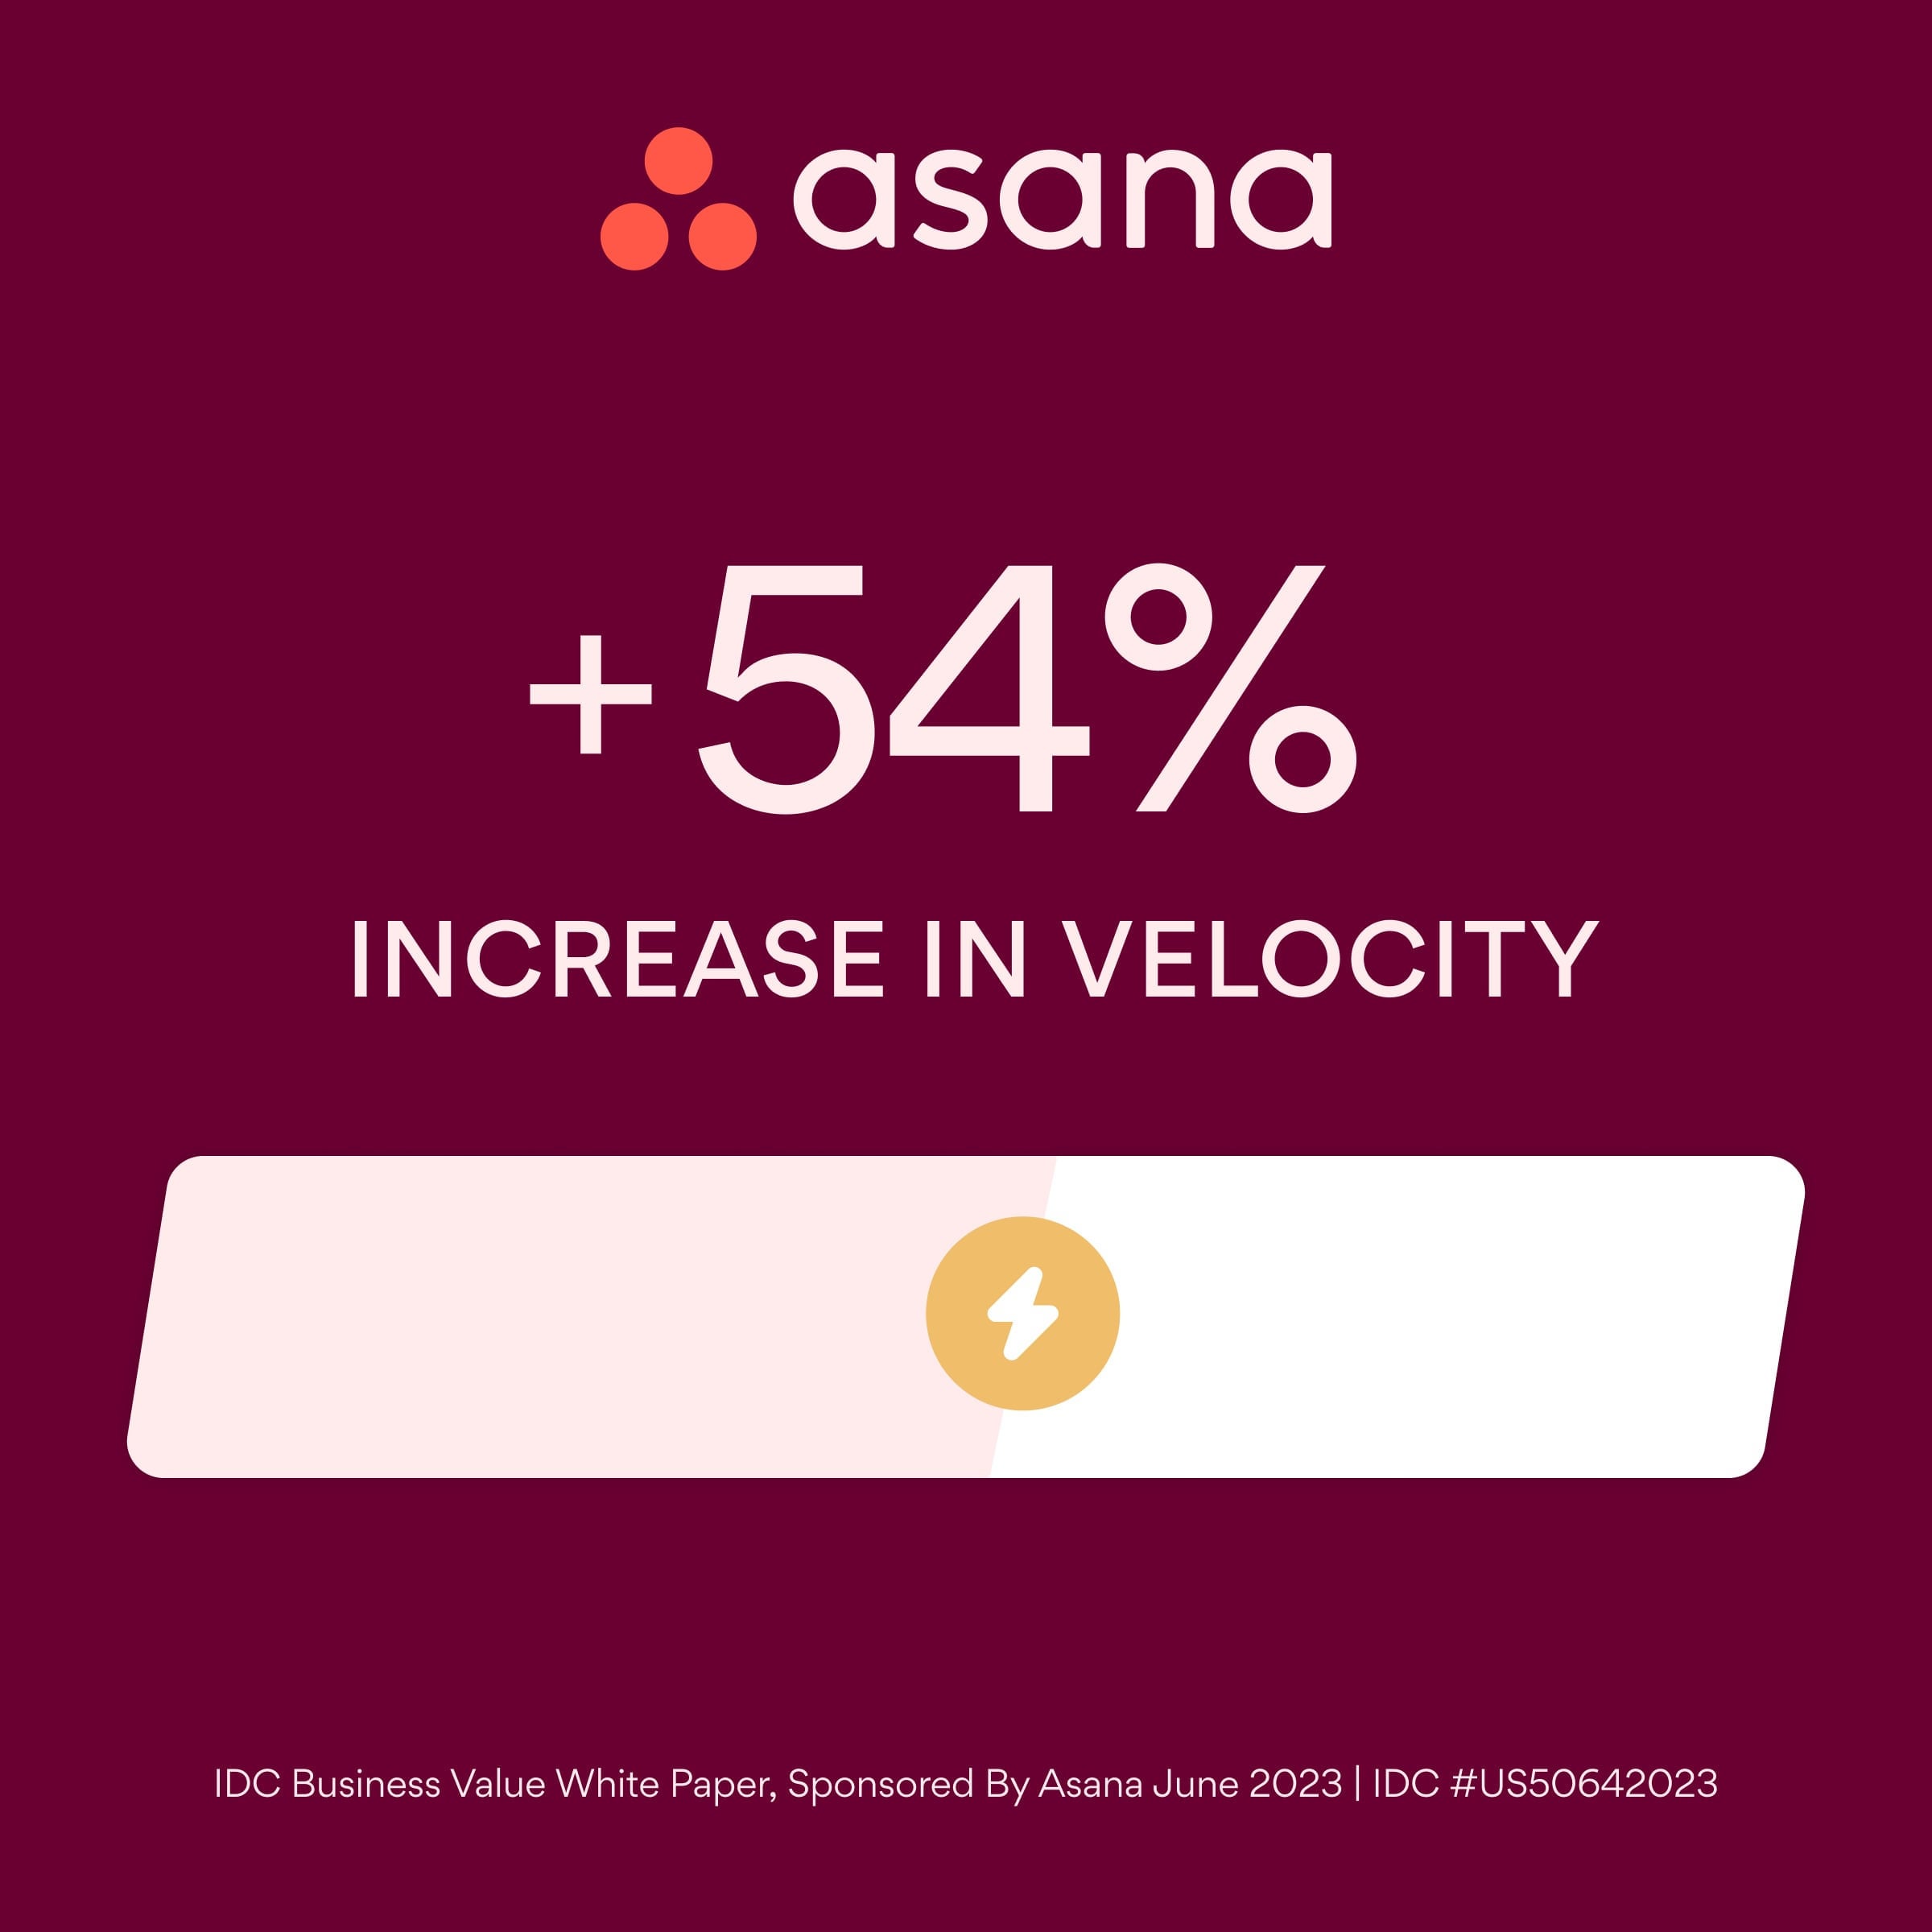 asana
+54%
INCREASE IN VELOCITY
IDC Business Value White Paper, Sponsored By Asana June 2023 | IDC #US50642023